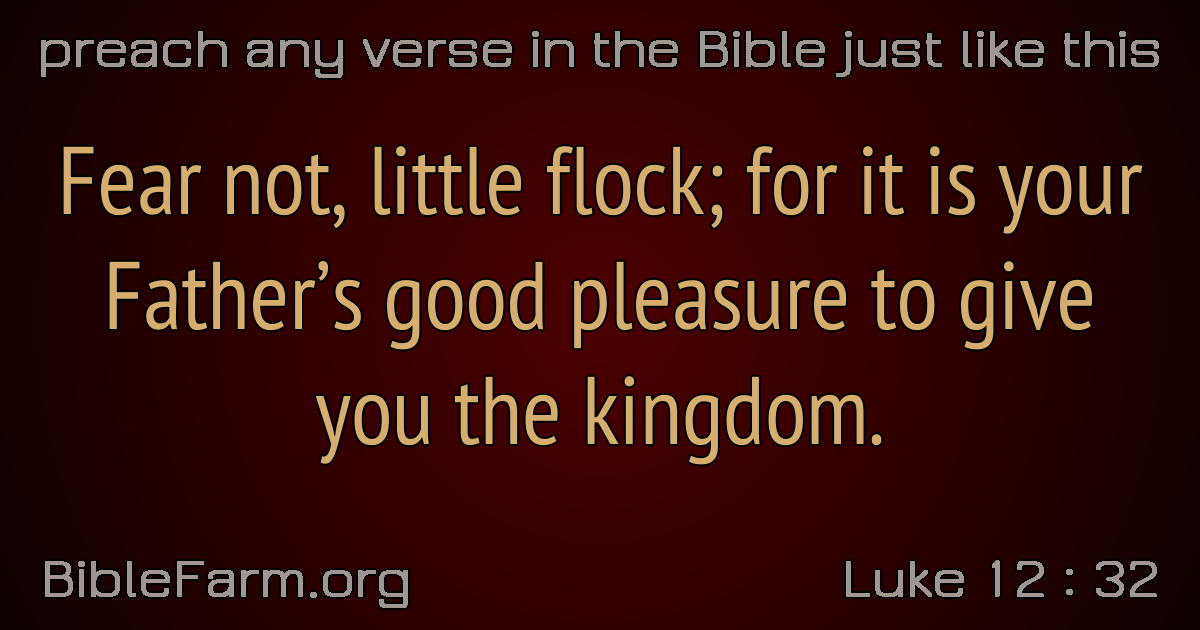 preach any verse in the Bible just like this
Fear not, little flock; for it is your
Father’s good pleasure to give
you the kingdom.
BibleFarm.org
Luke 12 : 32